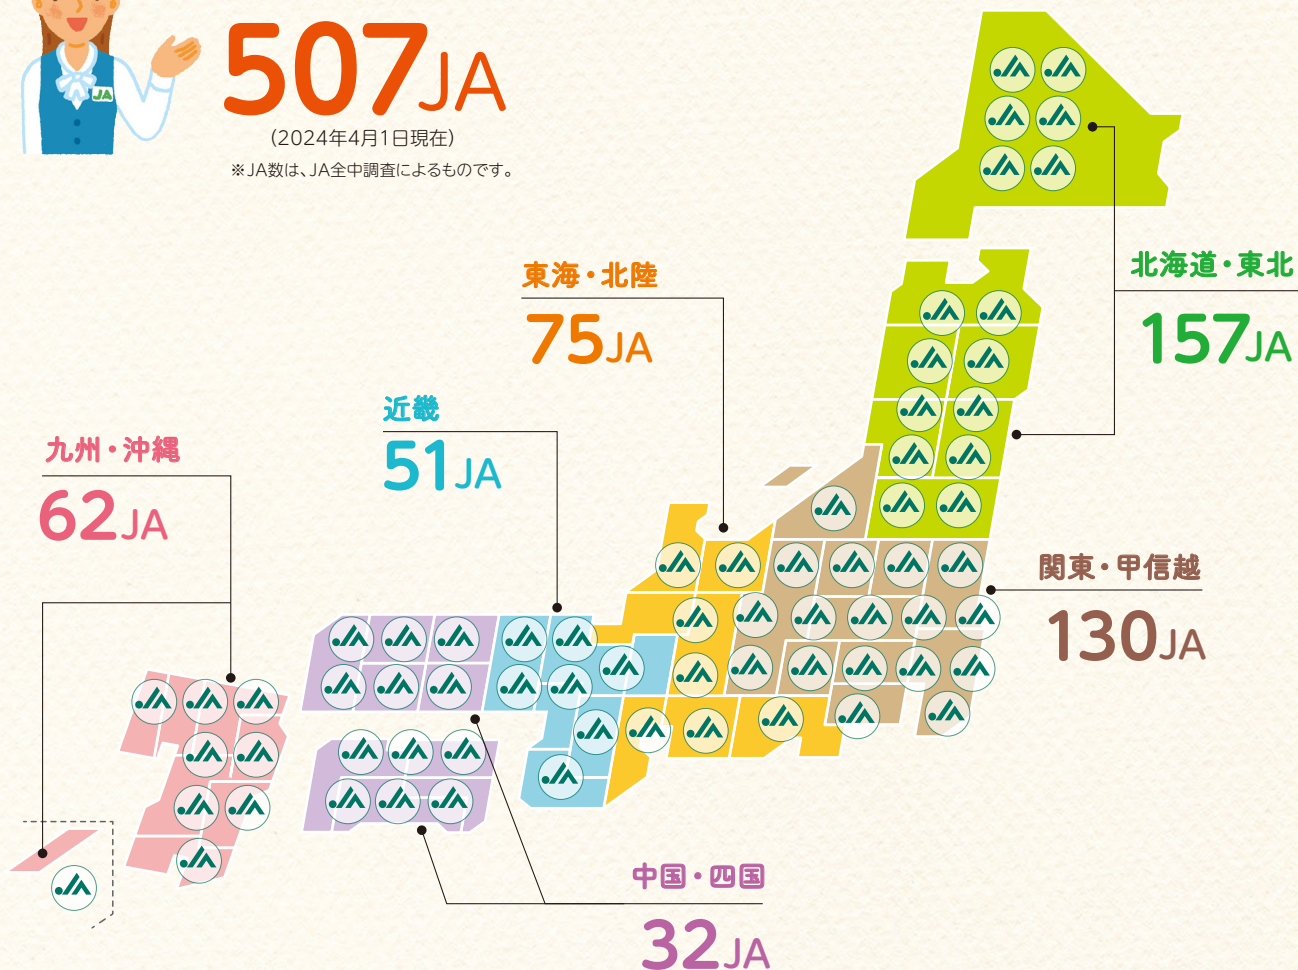 507JA
(2024年4月1日現在)
※JA数は、JA全中調査によるものです。
JA
北海道・東北
157JA
東海・北陸
75JA
近畿
51JA
九州・沖縄
62JA
関東・甲信越
130JA
中国・四国
32JA